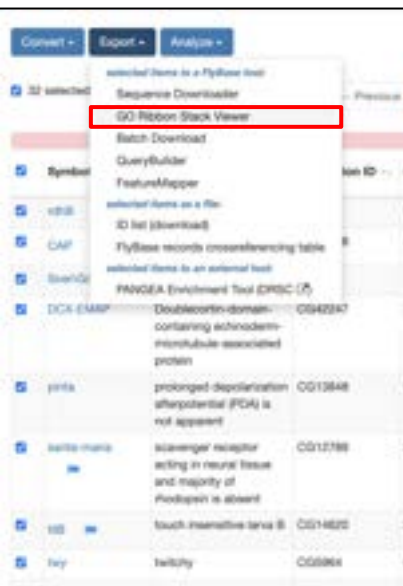 Convert Export Analyze
32 selected
selected items to a FlyBase tool:
Sequence Downloader
Previous
GO Ribbon Stack Viewer
Batch Download
QueryBuilder
Symbol
ion ID
FeatureMapper
selected items as a file:
ID list (download)
CAP
FlyBase records crossreferencing table
selected items to an external tool:
PANGEA Enrichment Tool (DRSC
DCX-EMAP
Doublecortin-domain-
CG42247
containing echinoderm-
microtubule-associated
protein
pinta
prolonged depolarization
CG13848
afterpotential (PDA) is
not apparent
santa-maria
scavenger receptor
CG12789
acting in neural tissue
and majority of
rhodopsin is absent
tilB
touch insensitive larva B
CG14620
twy
twitchy